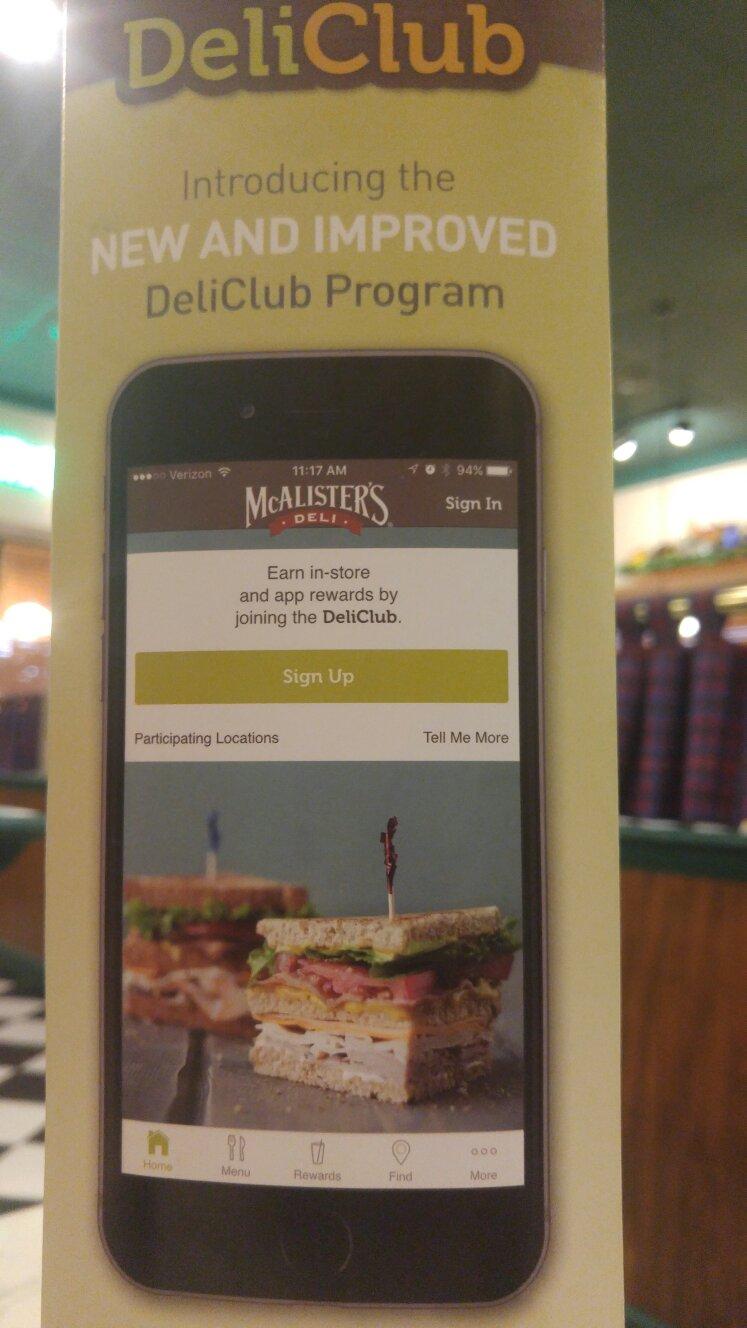 DeliClub
Introducing the
NEW AND IMPROVED
DeliClub Program
Verizon 11:17 AM 94%
McALISTER'S
DELI
Sign In
Earn in-store
and app rewards by
joining the DeliClub.
Sign Up
Participating Locations Tell Me More
Home Menu Rewards Find More